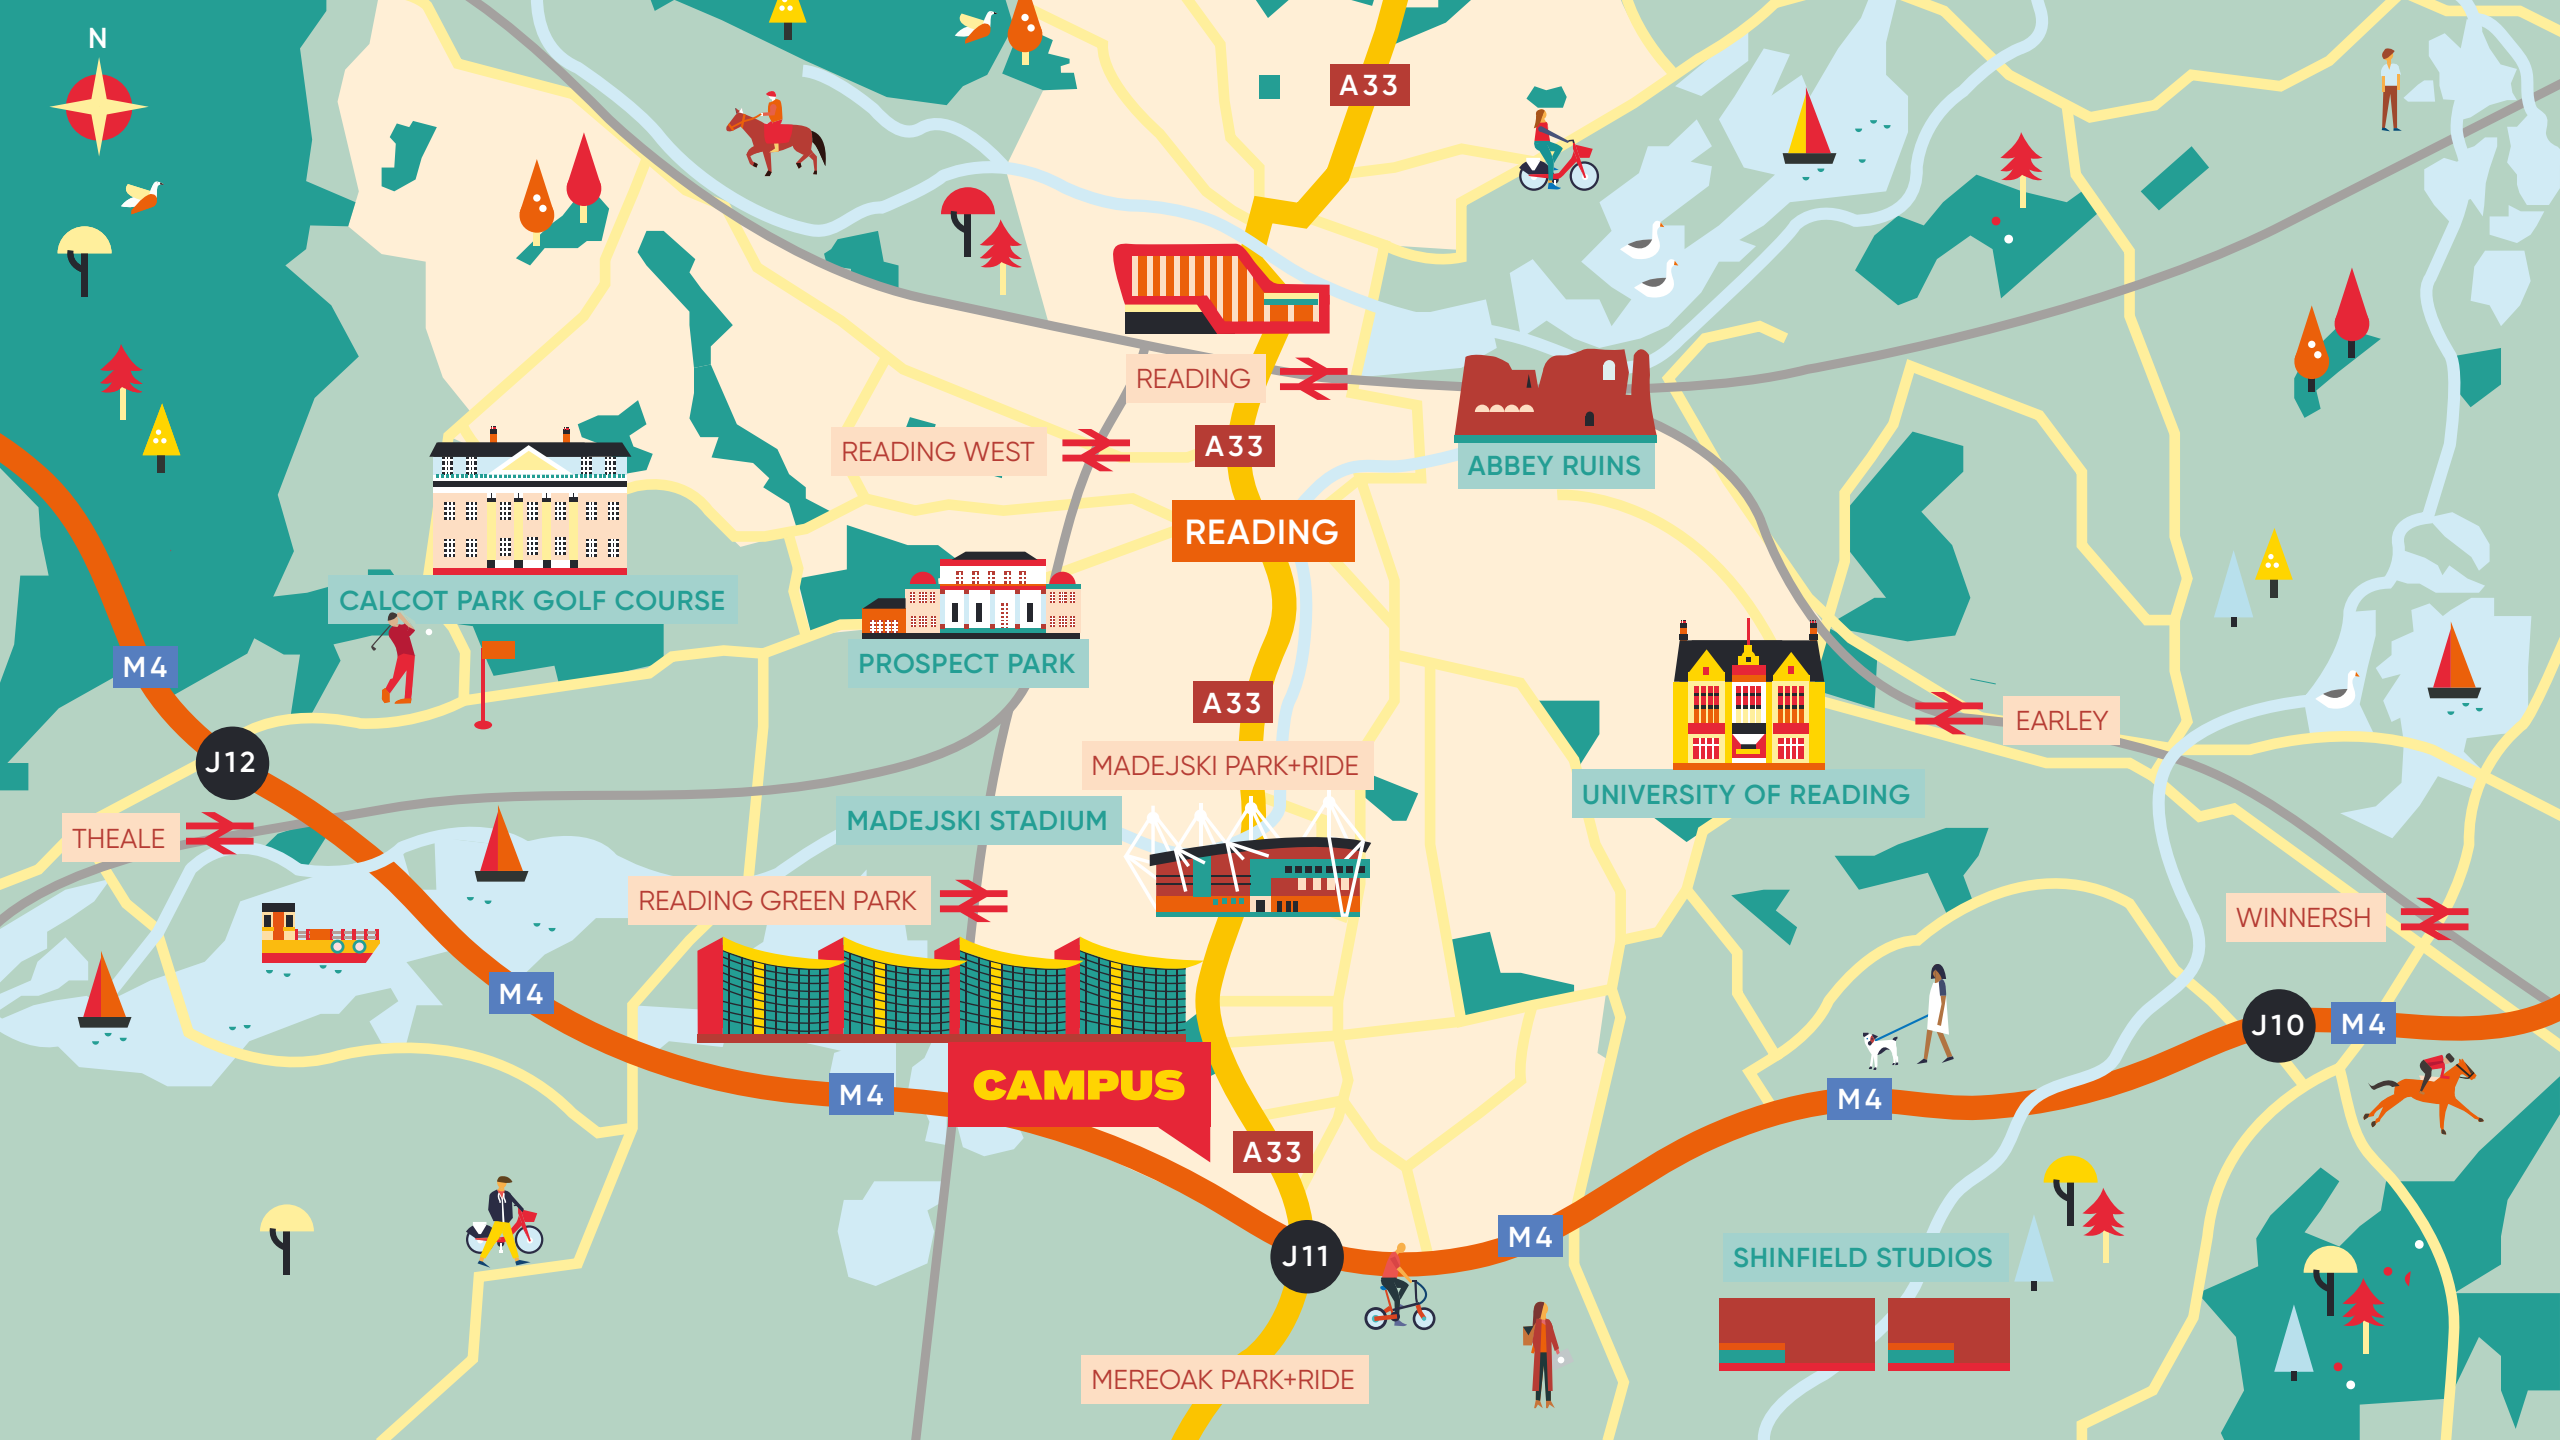 N
A33
READING
READING WEST
A33
ABBEY RUINS
READING
CALCOT PARK GOLF COURSE
PROSPECT PARK
M4
A33
EARLEY
J12
MADEJSKI PARK+RIDE
UNIVERSITY OF READING
MADEJSKI STADIUM
THEALE
READING GREEN PARK
WINNERSH
M4
J10
M4
CAMPUS
M4
M4
A33
M4
J11
SHINFIELD STUDIOS
MEREOAK PARK+RIDE